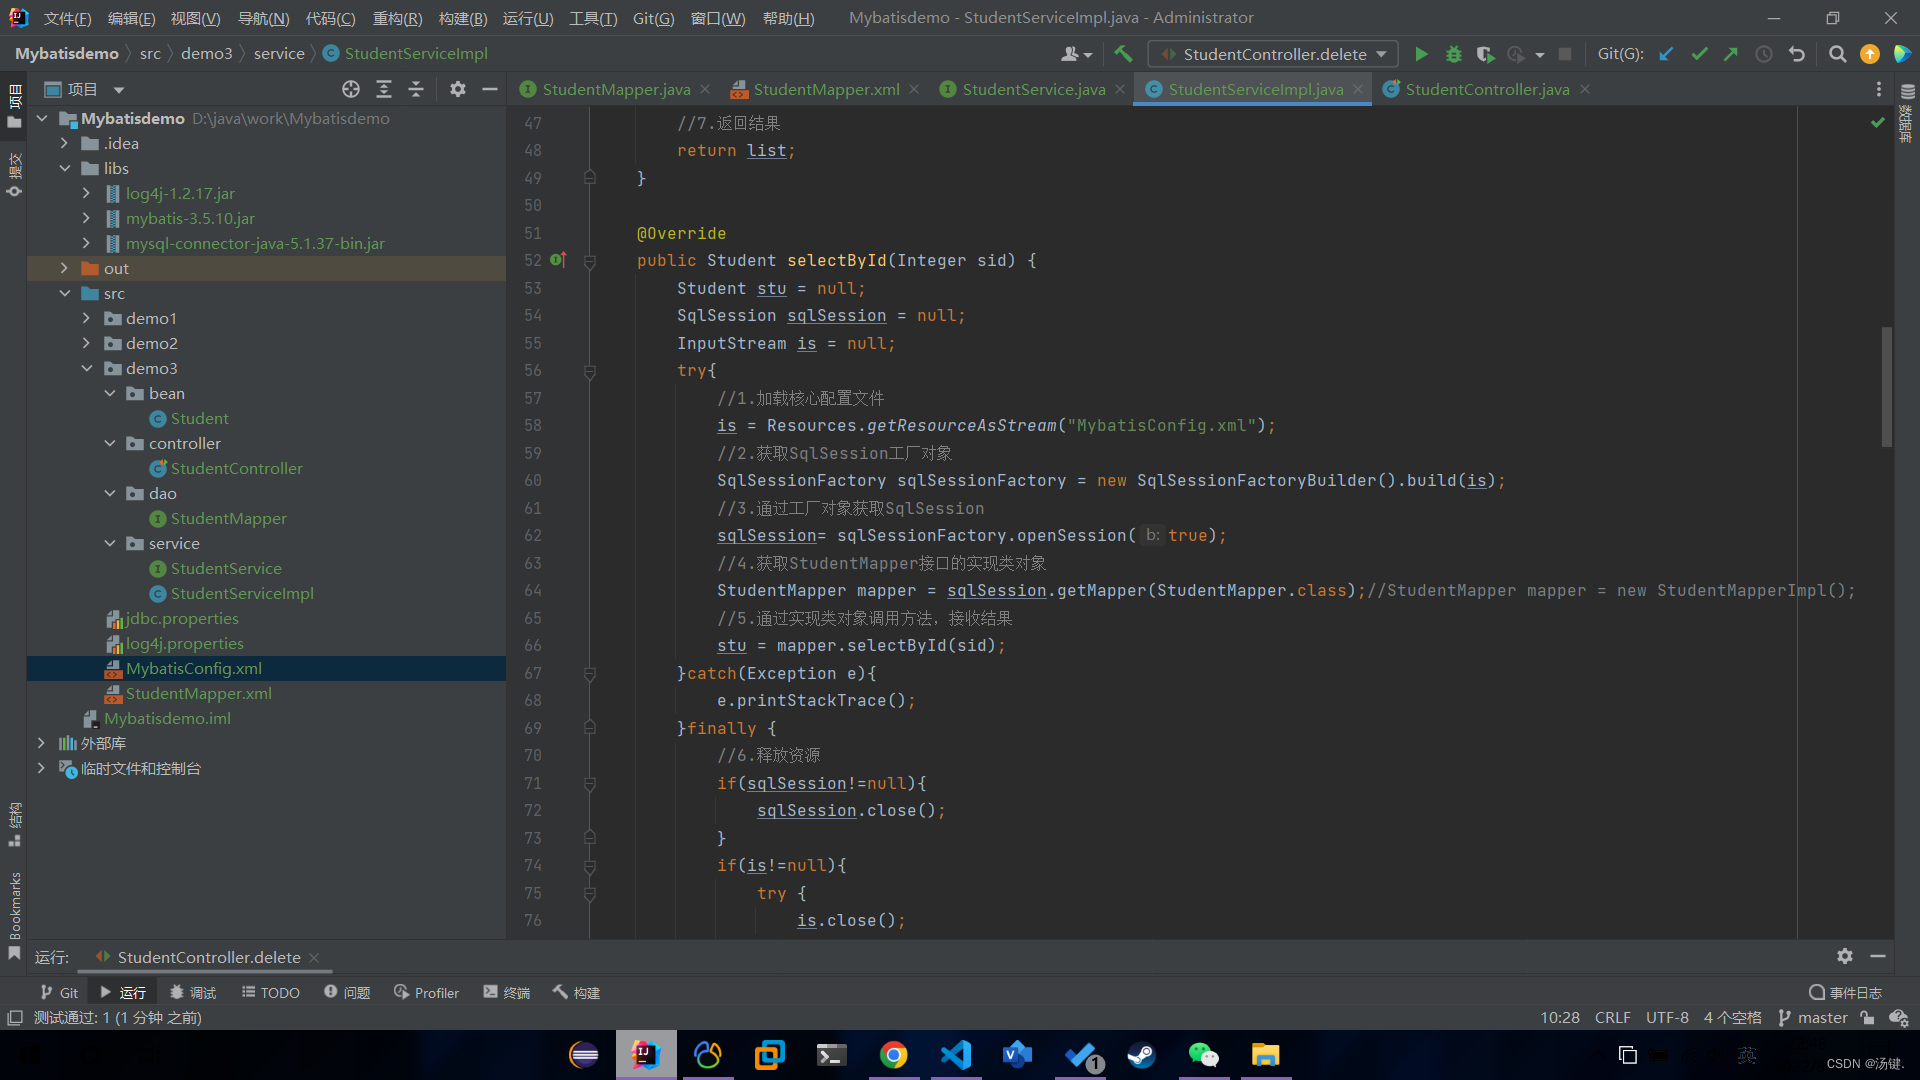 文件(F) 编辑(E) 视图(V) 导航(N) 代码(C) 重构(R) 构建(B) 运行(U) 工具(T) Git(G) 窗口(W) 帮助(H) Mybatisdemo - StudentServiceImpl.java - Administrator
Mybatisdemo src demo3 service StudentServiceImpl StudentController.delete Git(G):
项目 StudentMapper.java StudentMapper.xml StudentService.java StudentServiceImpl.java StudentController.java
项目
提交
结构
Bookmarks
数据库
Mybatisdemo D:\java\work\Mybatisdemo
.idea
libs
log4j-1.2.17.jar
mybatis-3.5.10.jar
mysql-connector-java-5.1.37-bin.jar
out
src
demo1
demo2
demo3
bean
Student
controller
StudentController
dao
StudentMapper
service
StudentService
StudentServiceImpl
jdbc.properties
log4j.properties
MybatisConfig.xml
StudentMapper.xml
Mybatisdemo.iml
外部库
临时文件和控制台
47 //7.返回结果
48 return list;
49 }
50
51 @Override
52 public Student selectById(Integer sid) {
53 Student stu = null;
54 SqlSession sqlSession = null;
55 InputStream is = null;
56 try{
57 //1.加载核心配置文件
58 is = Resources.getResourceAsStream("MybatisConfig.xml");
59 //2.获取SqlSession工厂对象
60 SqlSessionFactory sqlSessionFactory = new SqlSessionFactoryBuilder().build(is);
61 //3.通过工厂对象获取SqlSession
62 sqlSession= sqlSessionFactory.openSession( b: true);
63 //4.获取StudentMapper接口的实现类对象
64 StudentMapper mapper = sqlSession.getMapper(StudentMapper.class);//StudentMapper mapper = new StudentMapperImpl();
65 //5.通过实现类对象调用方法，接收结果
66 stu = mapper.selectById(sid);
67 }catch(Exception e){
68 e.printStackTrace();
69 }finally {
70 //6.释放资源
71 if(sqlSession!=null){
72 sqlSession.close();
73 }
74 if(is!=null){
75 try {
76 is.close();
运行: StudentController.delete
Git 运行 调试 TODO 问题 Profiler 终端 构建 事件日志
测试通过: 1 (1 分钟 之前) 10:28 CRLF UTF-8 4 个空格 master
1
英
CSDN @汤键.